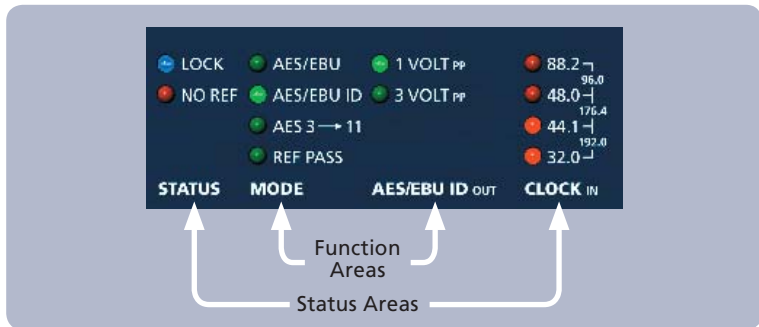 LOCK AES/EBU 1 VOLT PP 88.2
96.0
NO REF AES/EBU ID 3 VOLT PP 48.0
176.4
AES 3 → 11 44.1
192.0
REF PASS 32.0
STATUS MODE AES/EBU ID OUT CLOCK IN
Function
Areas
Status Areas